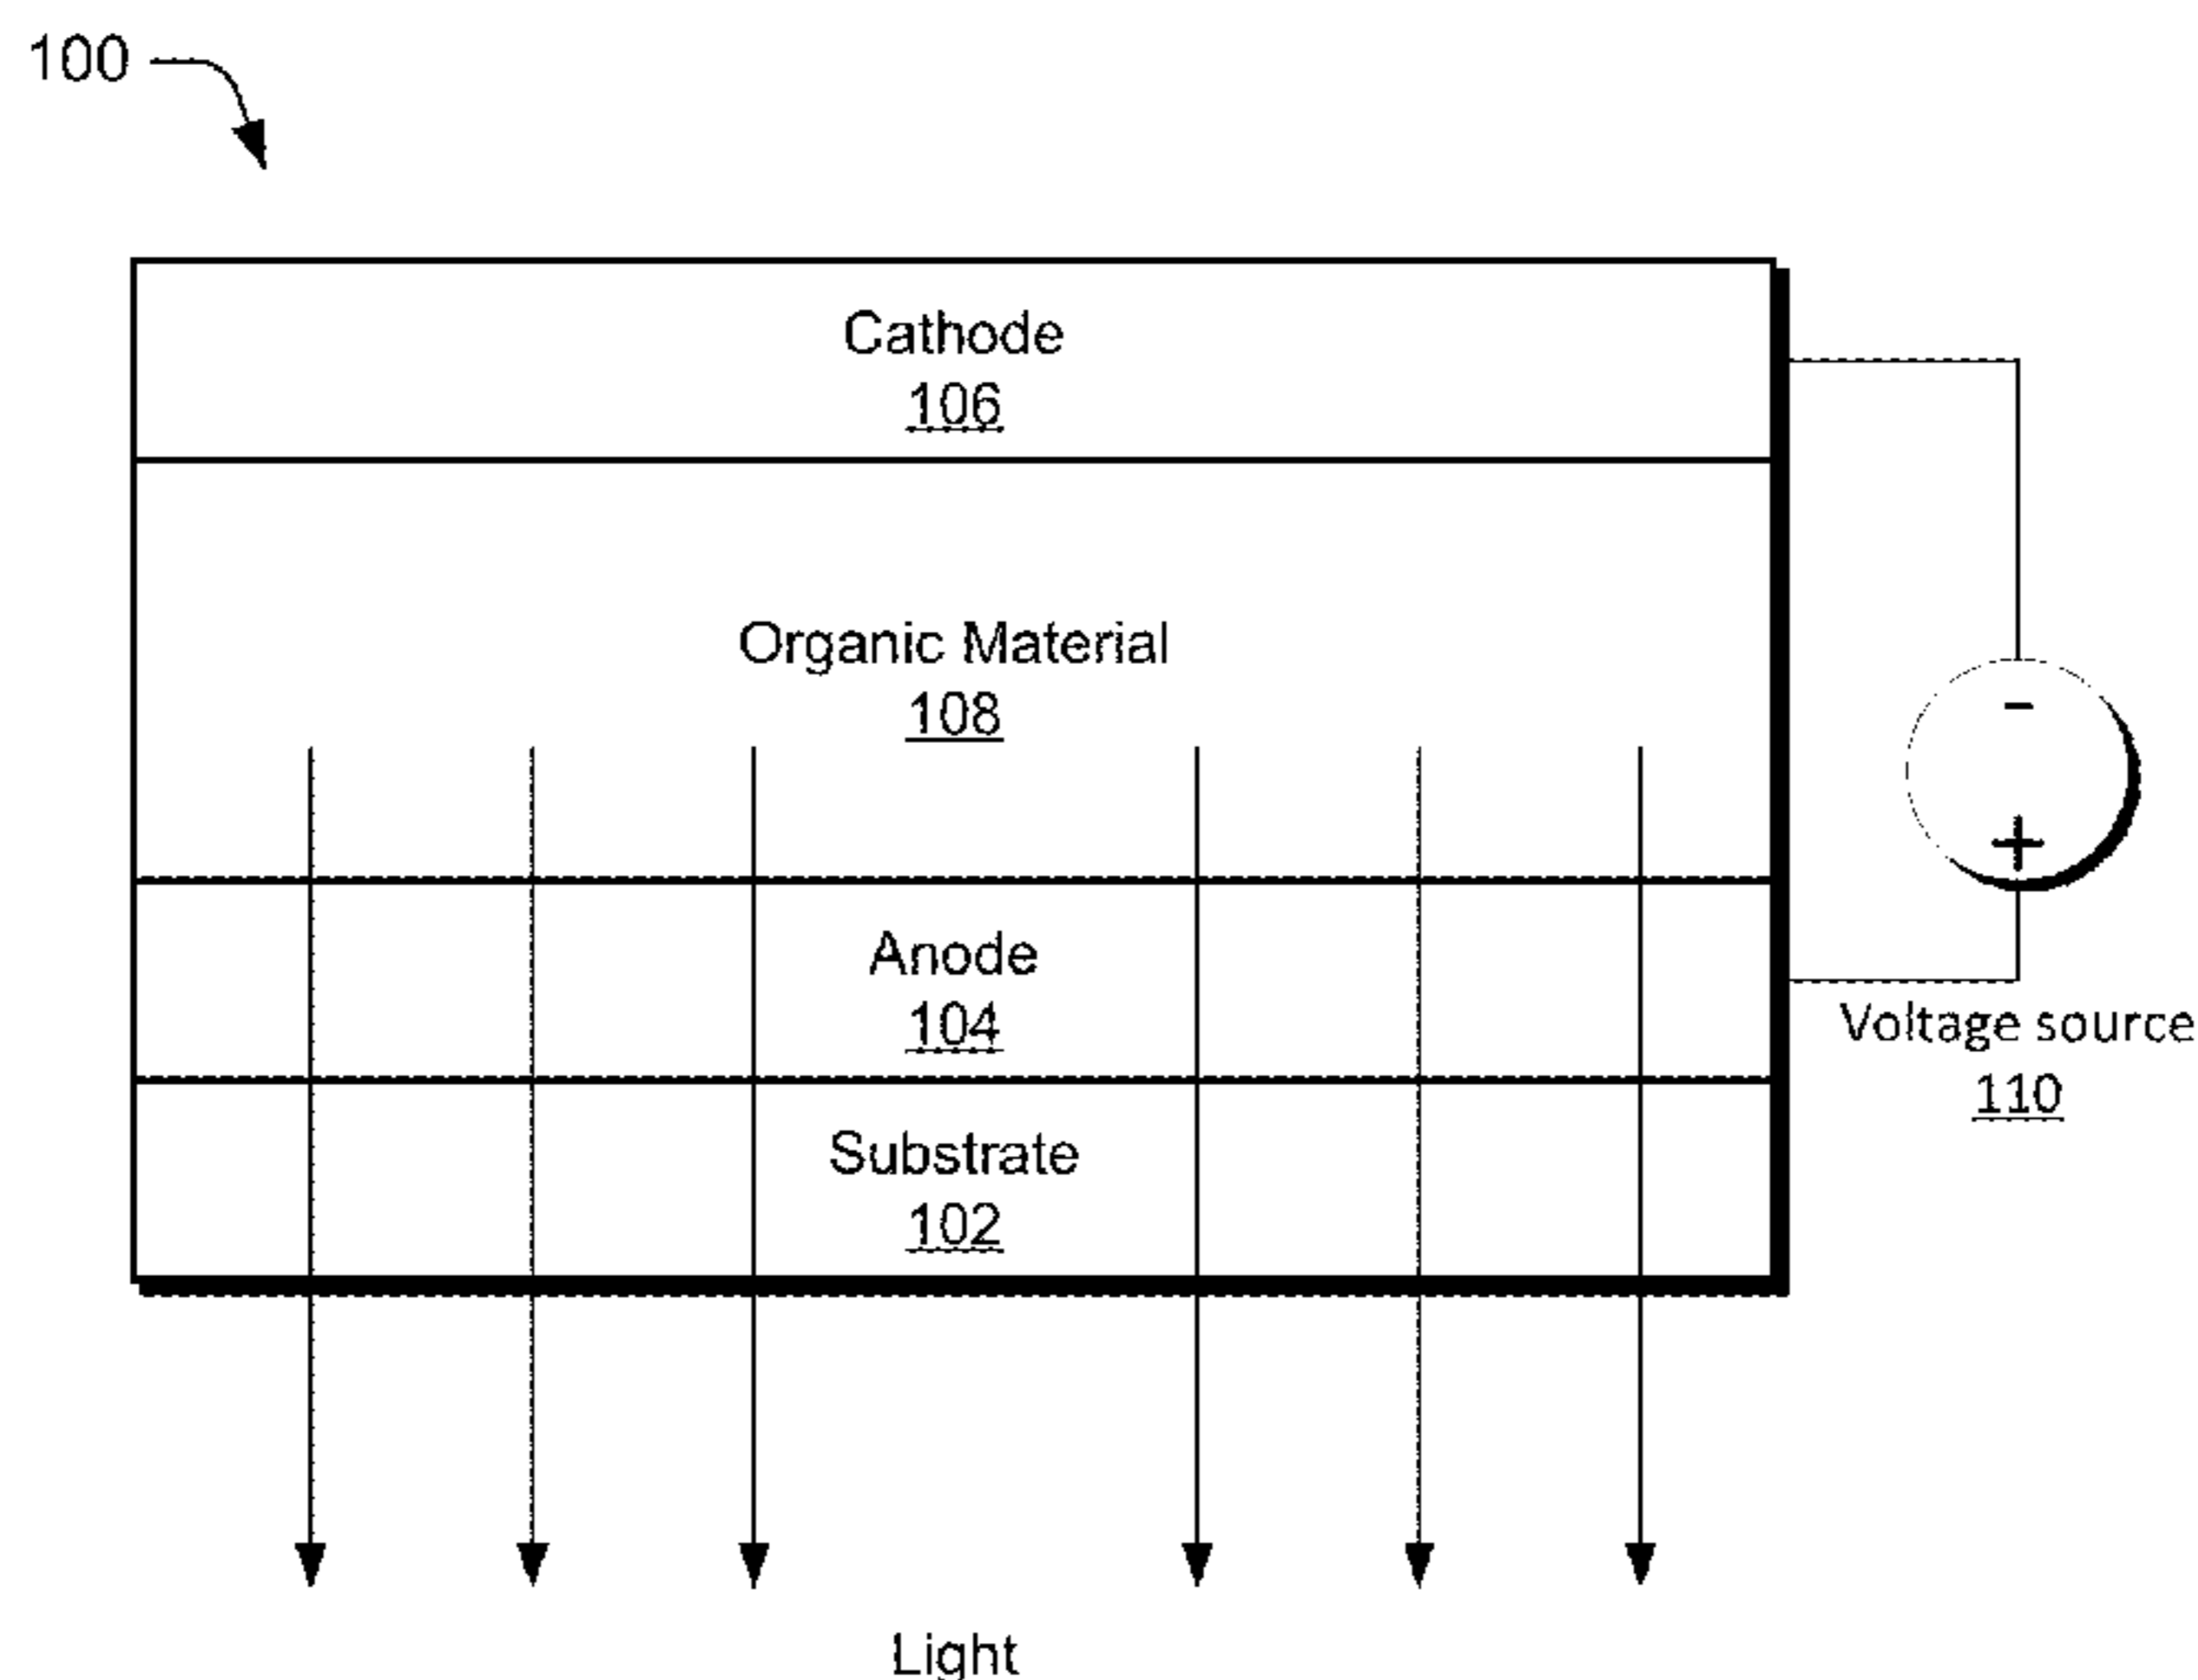 100
Cathode
106
Organic Material
108
-
+
Anode
104
Voltage source
110
Substrate
102
Light